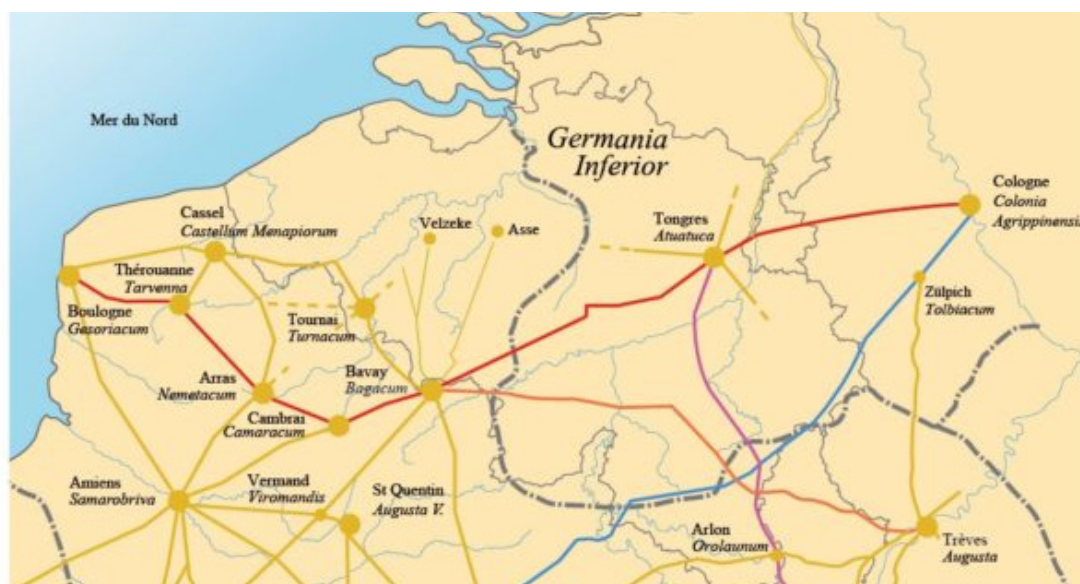 Mer du Nord
Germania
Inferior
Cologne
Colonia
Agrippinensis
Cassel
Castellum Menapiorum
Velzeke
Asse
Tongres
Atuatuca
Thérouanne
Tarvenna
Boulogne
Gesoriacum
Tournai
Turnacum
Zülpich
Tolbiacum
Arras
Nemetacum
Bavay
Bagacum
Cambrai
Camaracum
Amiens
Samarobriva
Vermand
Viromandis
St Quentin
Augusta V.
Arlon
Orolaunum
Trèves
Augusta